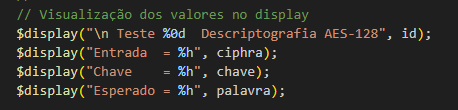 // Visualização dos valores no display
$display("\n Teste %0d  Descriptografia AES-128", id);
$display("Entrada  = %h", ciphra);
$display("Chave    = %h", chave);
$display("Esperado = %h", palavra);